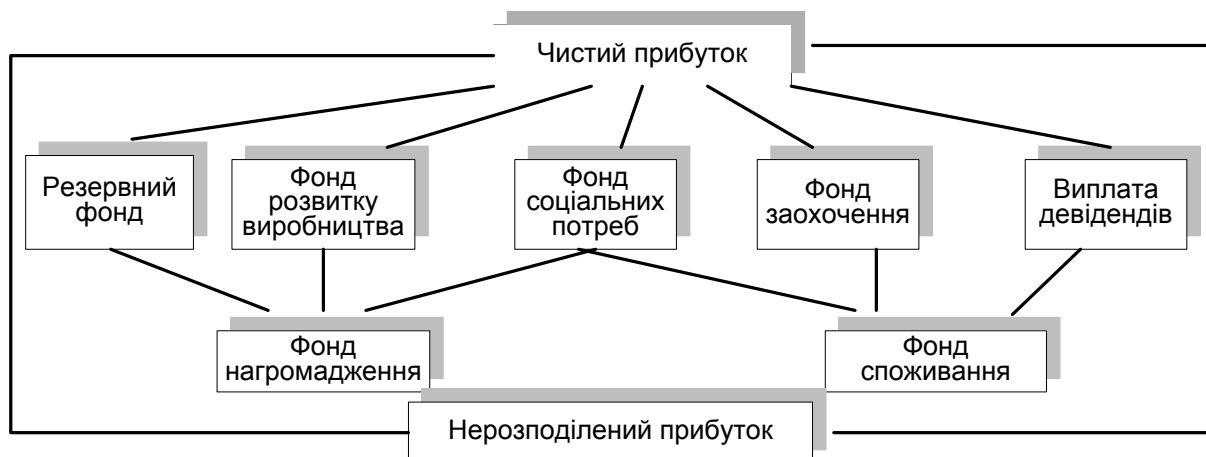 Чистий прибуток
Резервний
фонд
Фонд
розвитку
виробництва
Фонд
соціальних
потреб
Фонд
заохочення
Виплата
девідендів
Фонд
нагромадження
Фонд
споживання
Нерозподілений прибуток